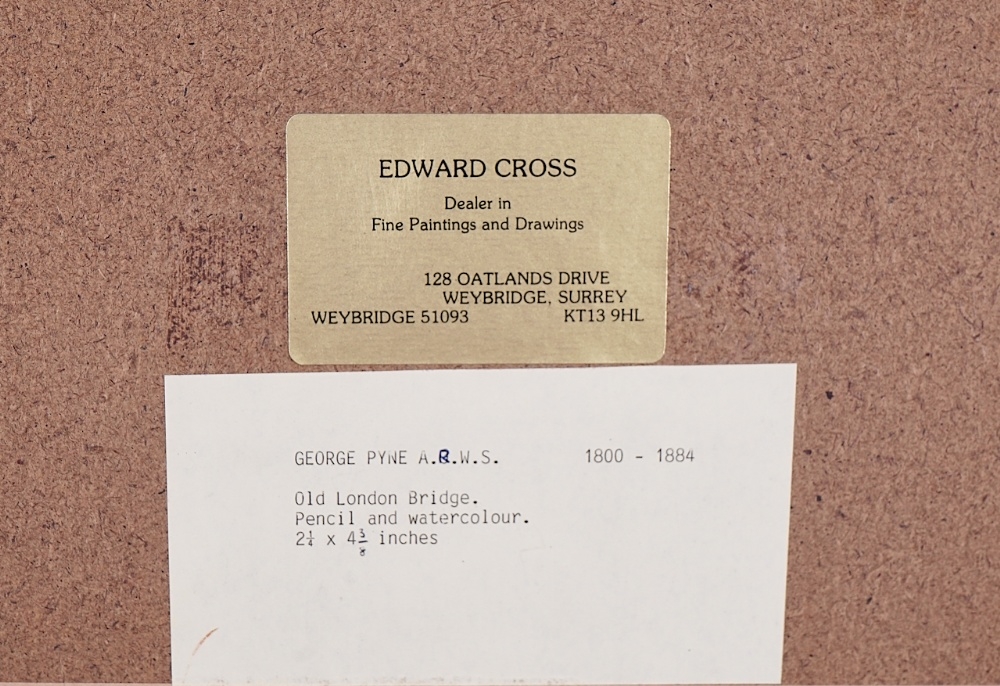 EDWARD CROSS
Dealer in
Fine Paintings and Drawings
128 OATLANDS DRIVE
WEYBRIDGE, SURREY
WEYBRIDGE 51093 KT13 9HL
GEORGE PYNE A.R.W.S. 1800 - 1884
Old London Bridge.
Pencil and watercolour.
2¼ x 4⅜ inches